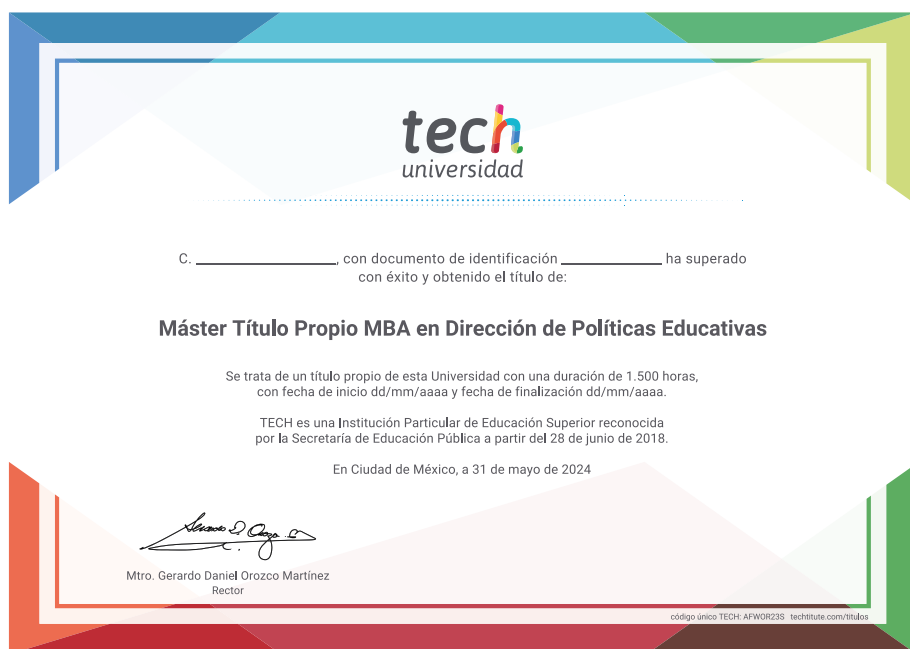 tech
universidad
C. ____________, con documento de identificación ____________ ha superado
con éxito y obtenido el título de:
Máster Título Propio MBA en Dirección de Políticas Educativas
Se trata de un título propio de esta Universidad con una duración de 1.500 horas,
con fecha de inicio dd/mm/aaaa y fecha de finalización dd/mm/aaaa.
TECH es una Institución Particular de Educación Superior reconocida
por la Secretaría de Educación Pública a partir del 28 de junio de 2018.
En Ciudad de México, a 31 de mayo de 2024
Mtro. Gerardo Daniel Orozco Martínez
Rector
código único TECH: AFWOR23S techtitute.com/titulos